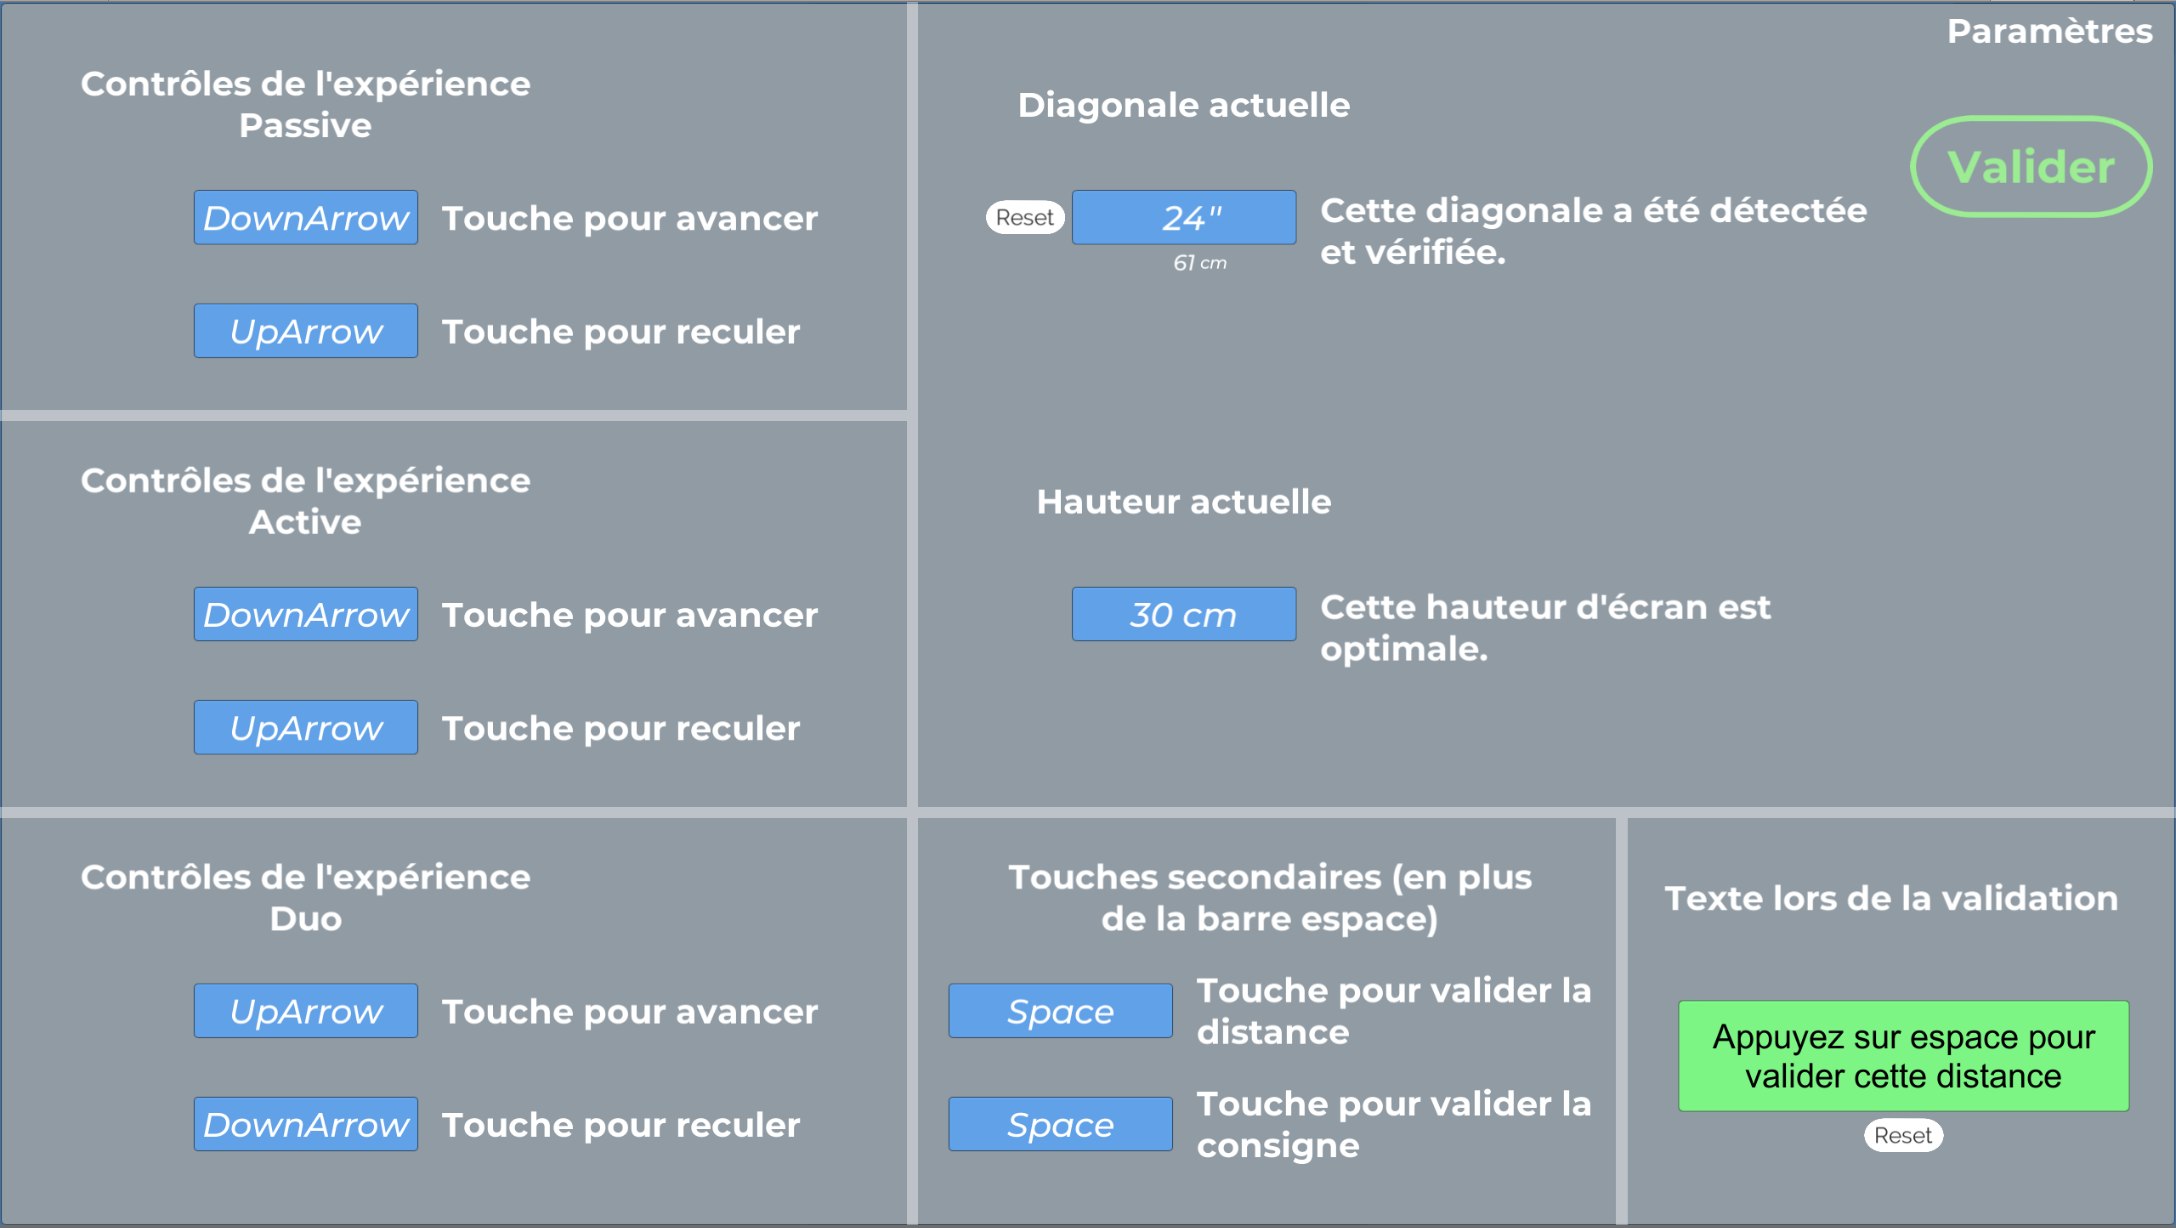 Paramètres
Valider
Contrôles de l'expérience
Passive
DownArrow Touche pour avancer
UpArrow Touche pour reculer
Diagonale actuelle
Reset 24" Cette diagonale a été détectée
et vérifiée.
61 cm
Contrôles de l'expérience
Active
DownArrow Touche pour avancer
UpArrow Touche pour reculer
Hauteur actuelle
30 cm Cette hauteur d'écran est
optimale.
Contrôles de l'expérience
Duo
UpArrow Touche pour avancer
DownArrow Touche pour reculer
Touches secondaires (en plus
de la barre espace)
Space Touche pour valider la
distance
Space Touche pour valider la
consigne
Texte lors de la validation
Appuyez sur espace pour
valider cette distance
Reset